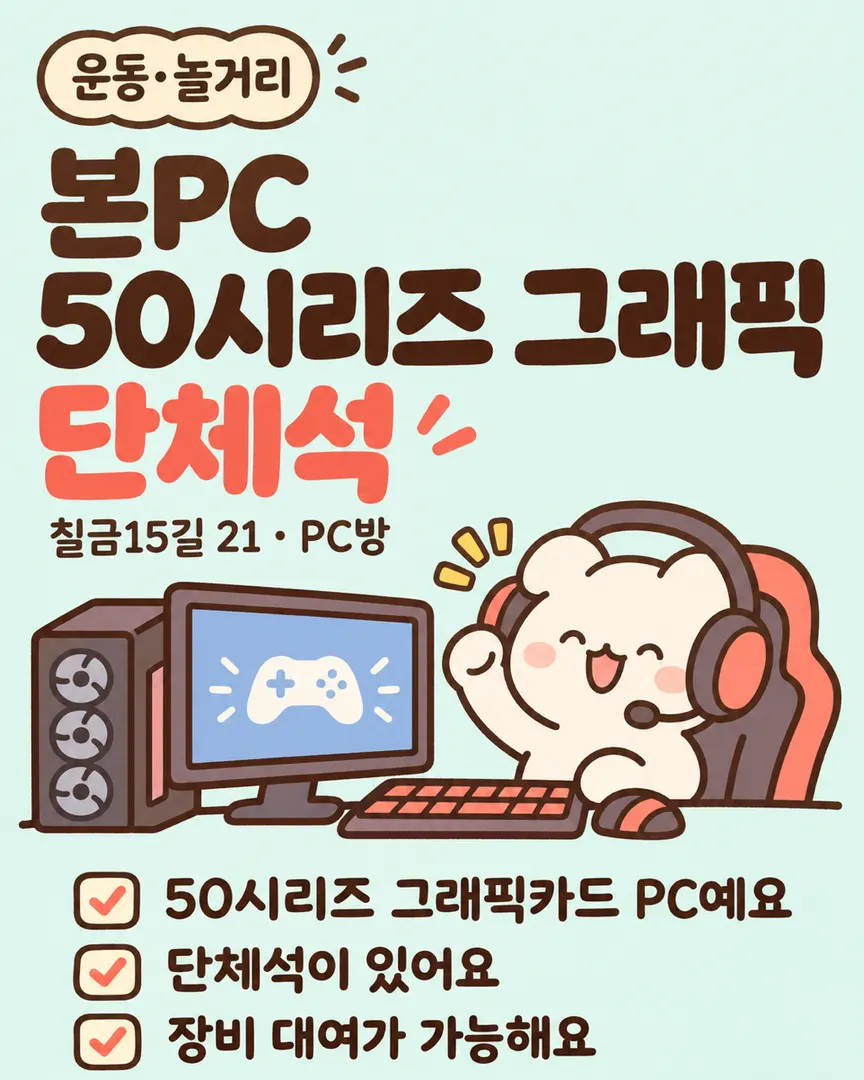 운동·놀거리
본PC
50시리즈 그래픽
단체석
칠금15길 21 · PC방
50시리즈 그래픽카드 PC예요
단체석이 있어요
장비 대여가 가능해요